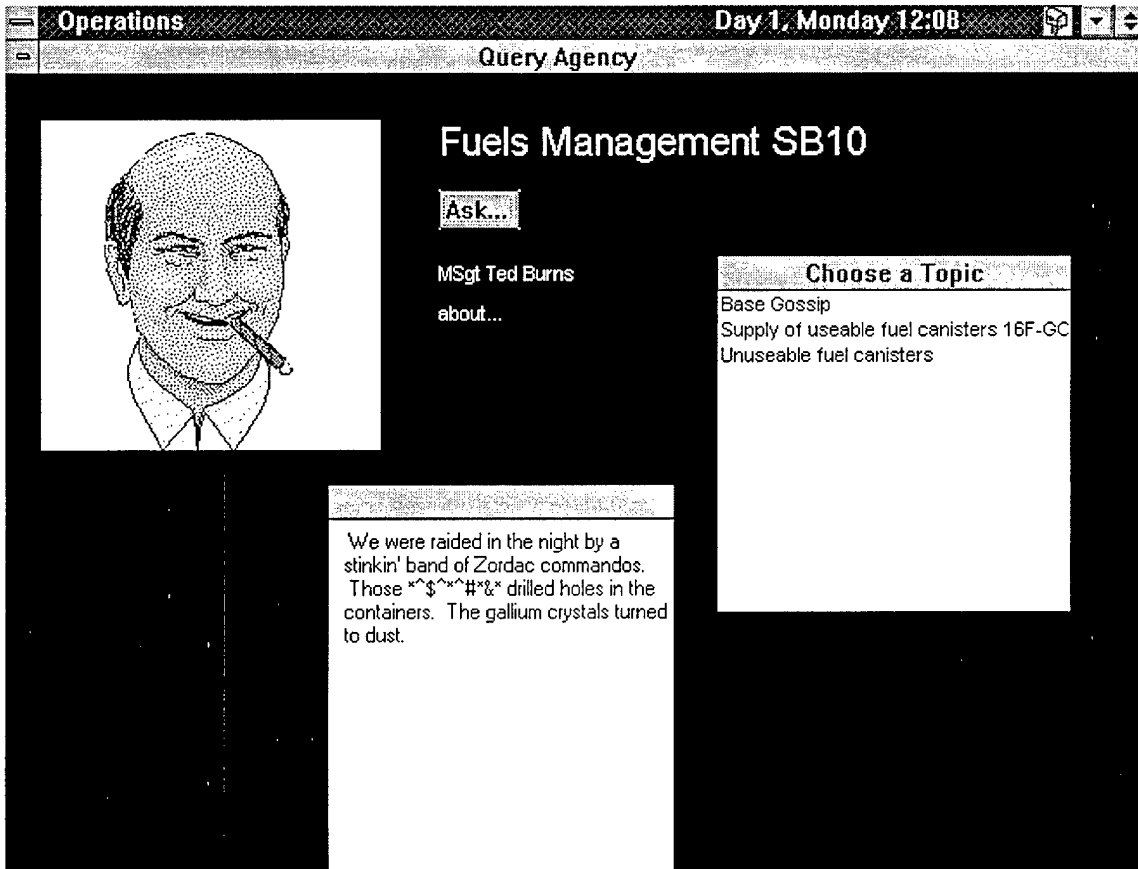 Operations Day 1, Monday 12:08
Query Agency
Fuels Management SB10
Ask...
MSgt Ted Burns
about...
Choose a Topic
Base Gossip
Supply of useable fuel canisters 16F-GC
Unuseable fuel canisters
We were raided in the night by a
stinkin' band of Zordac commandos.
Those *^$^*^#*&* drilled holes in the
containers. The gallium crystals turned
to dust.